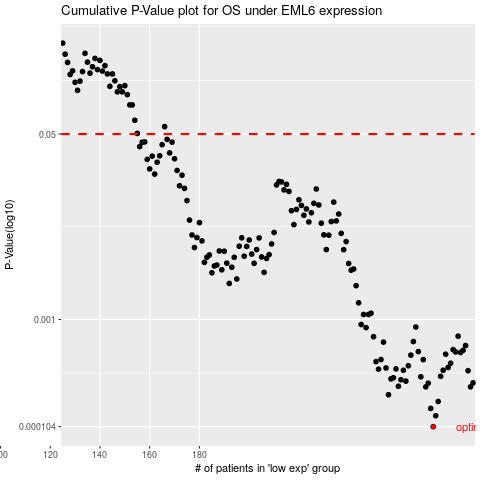 Cumulative P-Value plot for OS under EML6 expression
P-Value(log10)
0.05
0.001
0.000104
opti
00 120 140 160 180
# of patients in 'low exp' group